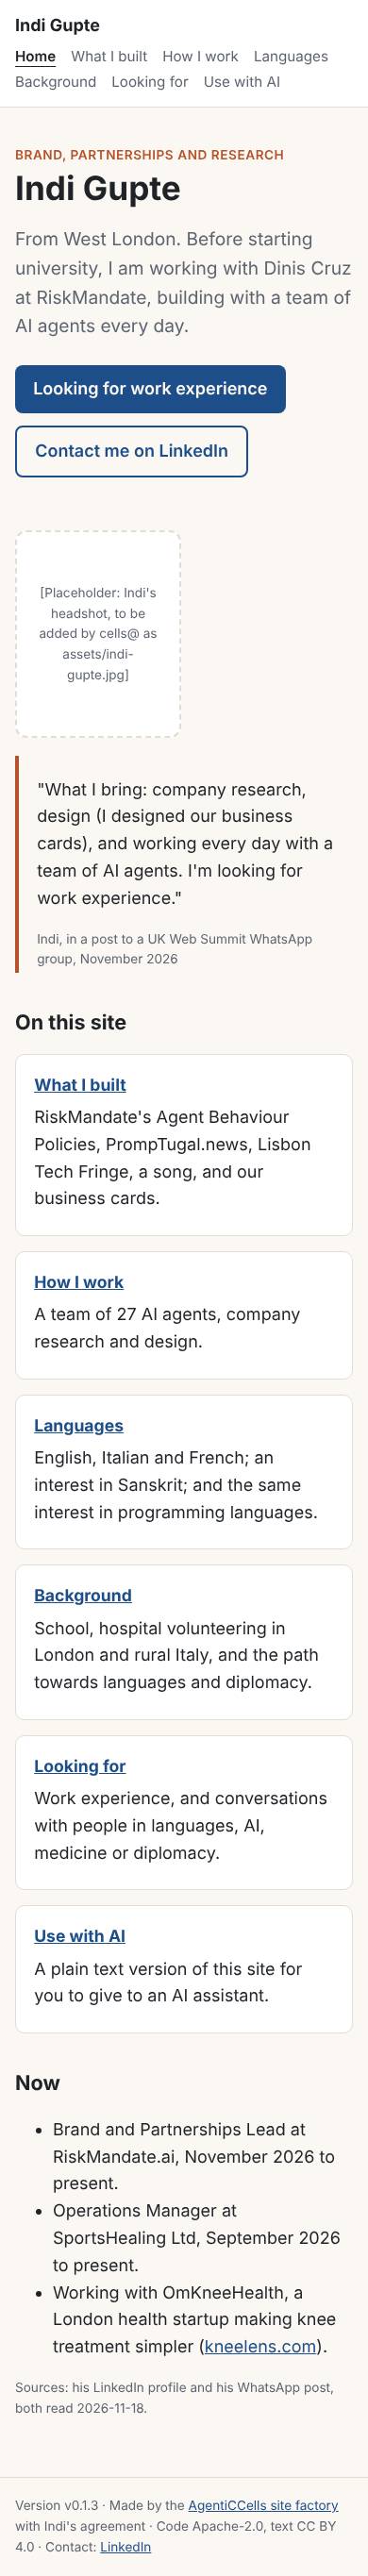 Indi Gupte
Home What I built How I work Languages
Background Looking for Use with AI
BRAND, PARTNERSHIPS AND RESEARCH
Indi Gupte
From West London. Before starting
university, I am working with Dinis Cruz
at RiskMandate, building with a team of
AI agents every day.
Looking for work experience
Contact me on LinkedIn
[Placeholder: Indi's
headshot, to be
added by cells@ as
assets/indi-
gupte.jpg]
"What I bring: company research,
design (I designed our business
cards), and working every day with a
team of AI agents. I'm looking for
work experience."
Indi, in a post to a UK Web Summit WhatsApp
group, November 2026
On this site
What I built
RiskMandate's Agent Behaviour
Policies, PrompTugal.news, Lisbon
Tech Fringe, a song, and our
business cards.
How I work
A team of 27 AI agents, company
research and design.
Languages
English, Italian and French; an
interest in Sanskrit; and the same
interest in programming languages.
Background
School, hospital volunteering in
London and rural Italy, and the path
towards languages and diplomacy.
Looking for
Work experience, and conversations
with people in languages, AI,
medicine or diplomacy.
Use with AI
A plain text version of this site for
you to give to an AI assistant.
Now
• Brand and Partnerships Lead at
RiskMandate.ai, November 2026 to
present.
• Operations Manager at
SportsHealing Ltd, September 2026
to present.
• Working with OmKneeHealth, a
London health startup making knee
treatment simpler (kneelens.com).
Sources: his LinkedIn profile and his WhatsApp post,
both read 2026-11-18.
Version v0.1.3 · Made by the AgentiCCells site factory
with Indi's agreement · Code Apache-2.0, text CC BY
4.0 · Contact: LinkedIn